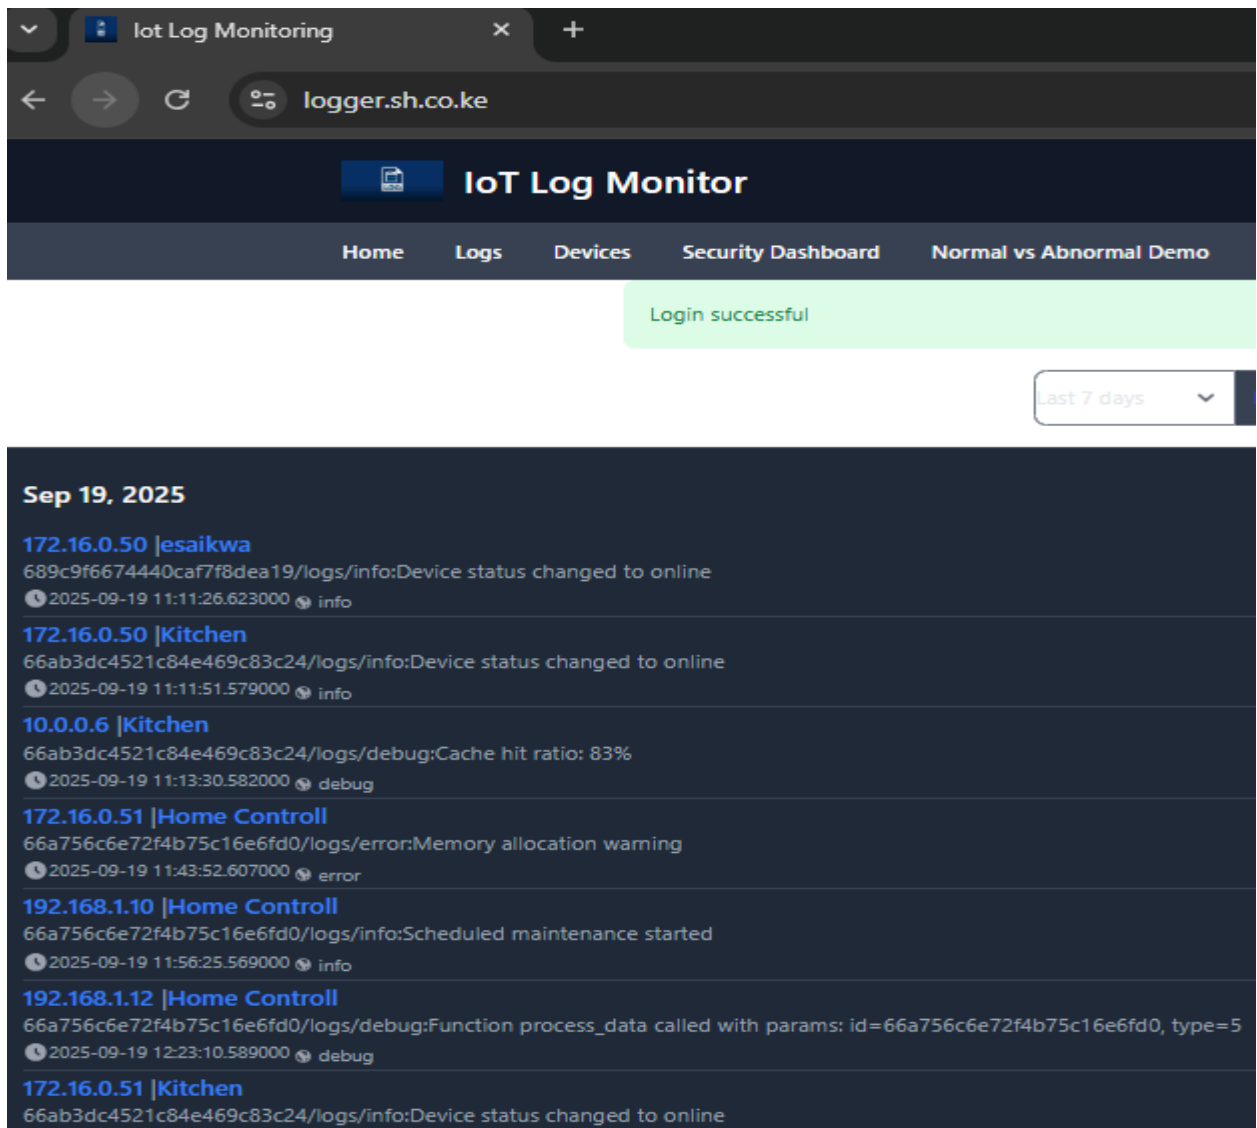 Iot Log Monitoring
logger.sh.co.ke
IoT Log Monitor
Home Logs Devices Security Dashboard Normal vs Abnormal Demo
Login successful
Last 7 days
Sep 19, 2025
172.16.0.50 |esaikwa
689c9f6674440caf7f8dea19/logs/info:Device status changed to online
2025-09-19 11:11:26.623000 info
172.16.0.50 |Kitchen
66ab3dc4521c84e469c83c24/logs/info:Device status changed to online
2025-09-19 11:11:51.579000 info
10.0.0.6 |Kitchen
66ab3dc4521c84e469c83c24/logs/debug:Cache hit ratio: 83%
2025-09-19 11:13:30.582000 debug
172.16.0.51 |Home Controll
66a756c6e72f4b75c16e6fd0/logs/error:Memory allocation warning
2025-09-19 11:43:52.607000 error
192.168.1.10 |Home Controll
66a756c6e72f4b75c16e6fd0/logs/info:Scheduled maintenance started
2025-09-19 11:56:25.569000 info
192.168.1.12 |Home Controll
66a756c6e72f4b75c16e6fd0/logs/debug:Function process_data called with params: id=66a756c6e72f4b75c16e6fd0, type=5
2025-09-19 12:23:10.589000 debug
172.16.0.51 |Kitchen
66ab3dc4521c84e469c83c24/logs/info:Device status changed to online